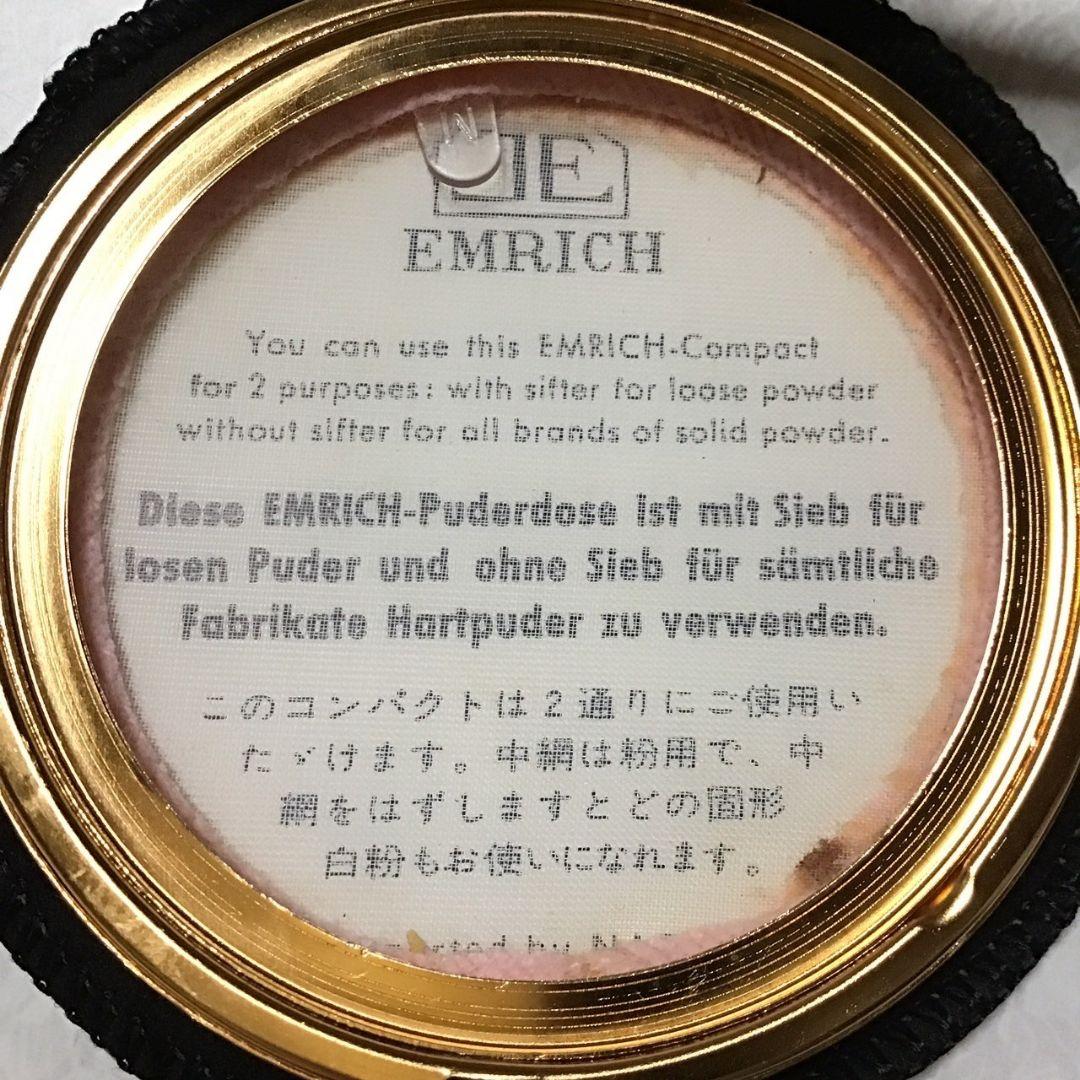 JE
EMRICH
You can use this EMRICH-Compact
for 2 purposes: with sifter for loose powder
without sifter for all brands of solid powder.
Diese EMRICH-Puderdose ist mit Sieb für
losen Puder und ohne Sieb für sämtliche
Fabrikate Hartpuder zu verwenden.
このコンパクトは2通りにご使用い
たゞけます。中網は粉用で、中
網をはずしますとどの固形
白粉もお使いになれます。
by